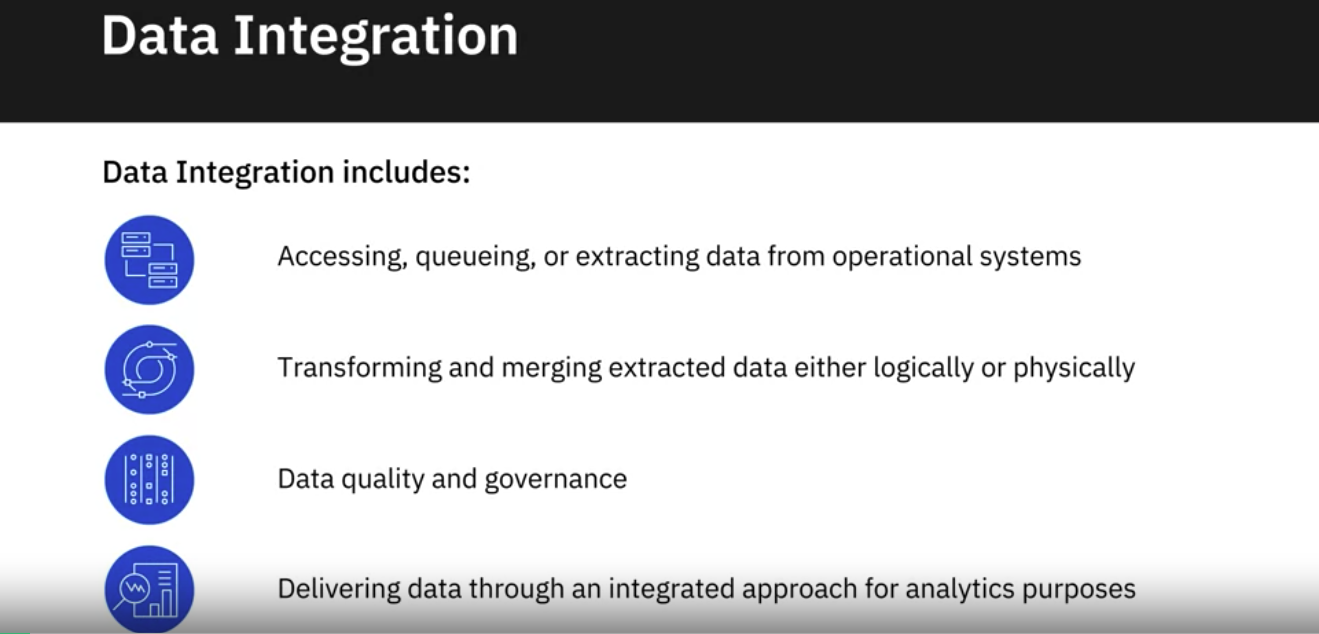 Data Integration
Data Integration includes:
Accessing, queueing, or extracting data from operational systems
Transforming and merging extracted data either logically or physically
Data quality and governance
Delivering data through an integrated approach for analytics purposes